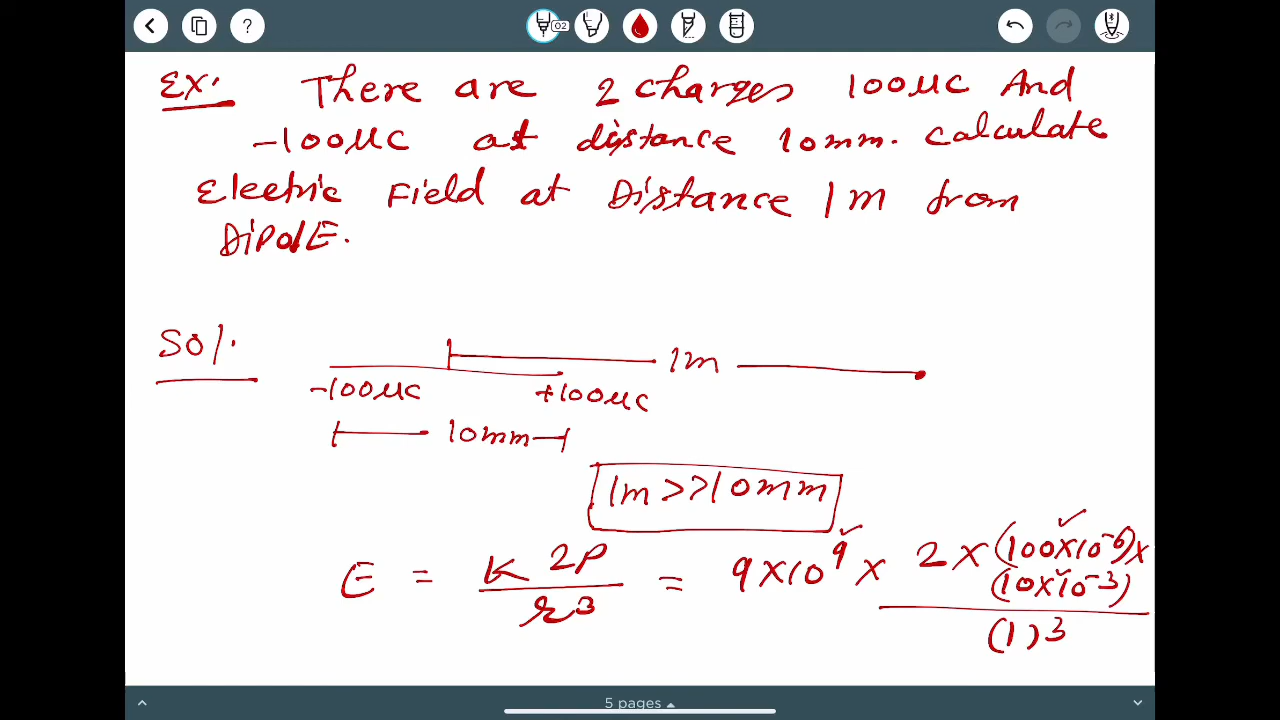 Ex:
There are 2 charges 100μC And
-100μC at distance 10mm. calculate
Electric Field at Distance 1m from
DipolE.
Sol.
1m
-100μC +100μC
10mm
1m >> 10mm
E = K 2P / r³ = 9×10⁹ × 2×(100×10⁻⁶)×(10×10⁻³) / (1)³
5 pages